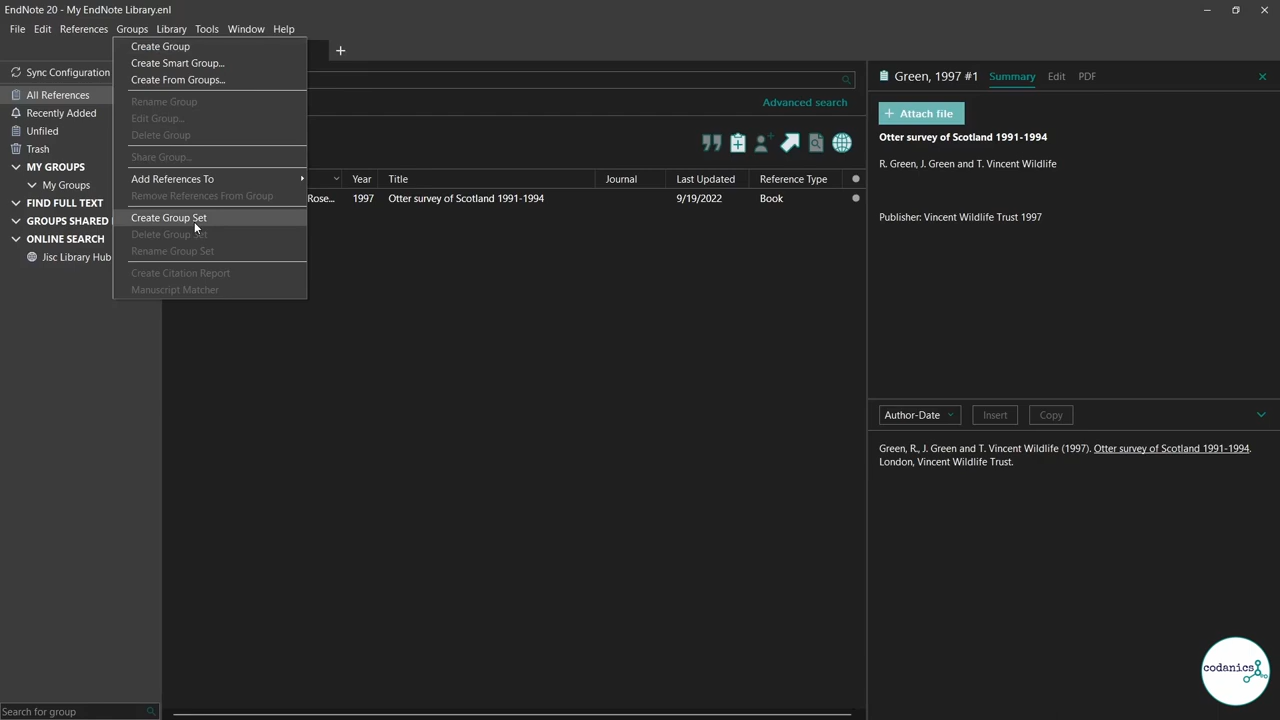 EndNote 20 - My EndNote Library.enl
File Edit References Groups Library Tools Window Help
Create Group
Create Smart Group...
Create From Groups...
Rename Group
Edit Group...
Delete Group
Share Group...
Add References To
Remove References From Group
Create Group Set
Delete Group Set
Rename Group Set
Create Citation Report
Manuscript Matcher
Sync Configuration
All References
Recently Added
Unfiled
Trash
MY GROUPS
My Groups
FIND FULL TEXT
GROUPS SHARED
ONLINE SEARCH
Jisc Library Hub
Search for group
Advanced search
Year Title Journal Last Updated Reference Type
Rose... 1997 Otter survey of Scotland 1991-1994 9/19/2022 Book
Green, 1997 #1 Summary Edit PDF
+ Attach file
Otter survey of Scotland 1991-1994
R. Green, J. Green and T. Vincent Wildlife
Publisher: Vincent Wildlife Trust 1997
Author-Date Insert Copy
Green, R., J. Green and T. Vincent Wildlife (1997). Otter survey of Scotland 1991-1994.
London, Vincent Wildlife Trust.
codanics